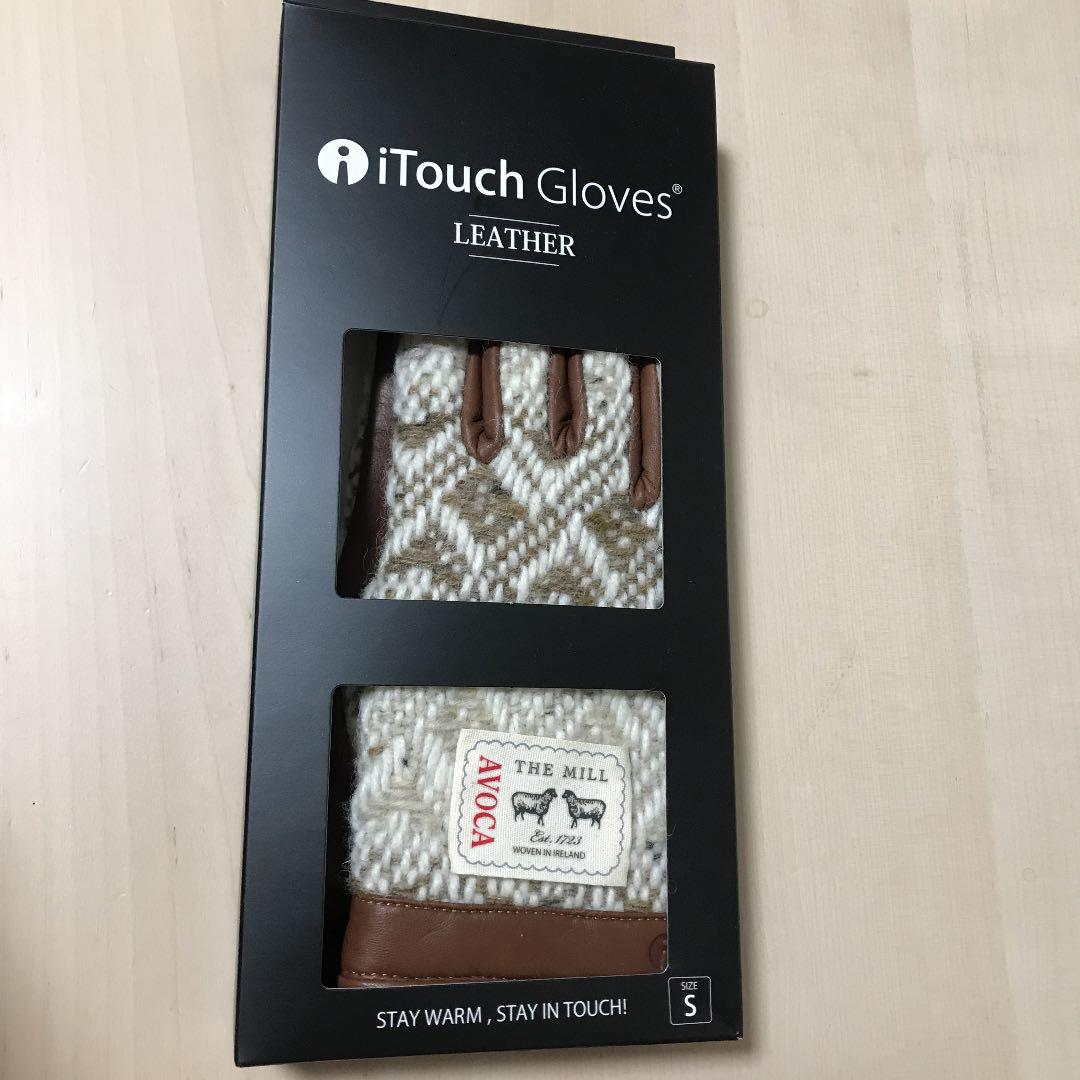 iTouch Gloves®
LEATHER
AVOCA
THE MILL
Est. 1723
WOVEN IN IRELAND
STAY WARM , STAY IN TOUCH!
SIZE
S